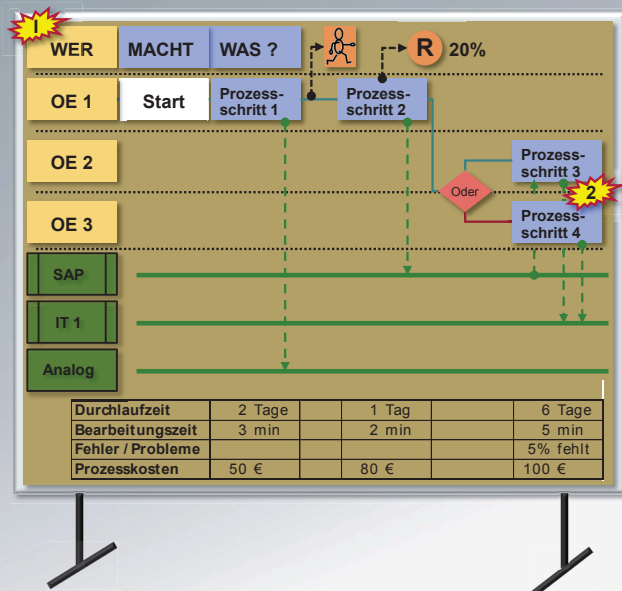 1
WER MACHT WAS ? R 20%
OE 1 Start Prozess-
schritt 1 Prozess-
schritt 2
OE 2 Prozess-
schritt 3
Oder 2
OE 3 Prozess-
schritt 4
SAP
IT 1
Analog
Durchlaufzeit 2 Tage 1 Tag 6 Tage
Bearbeitungszeit 3 min 2 min 5 min
Fehler / Probleme 5% fehlt
Prozesskosten 50 € 80 € 100 €